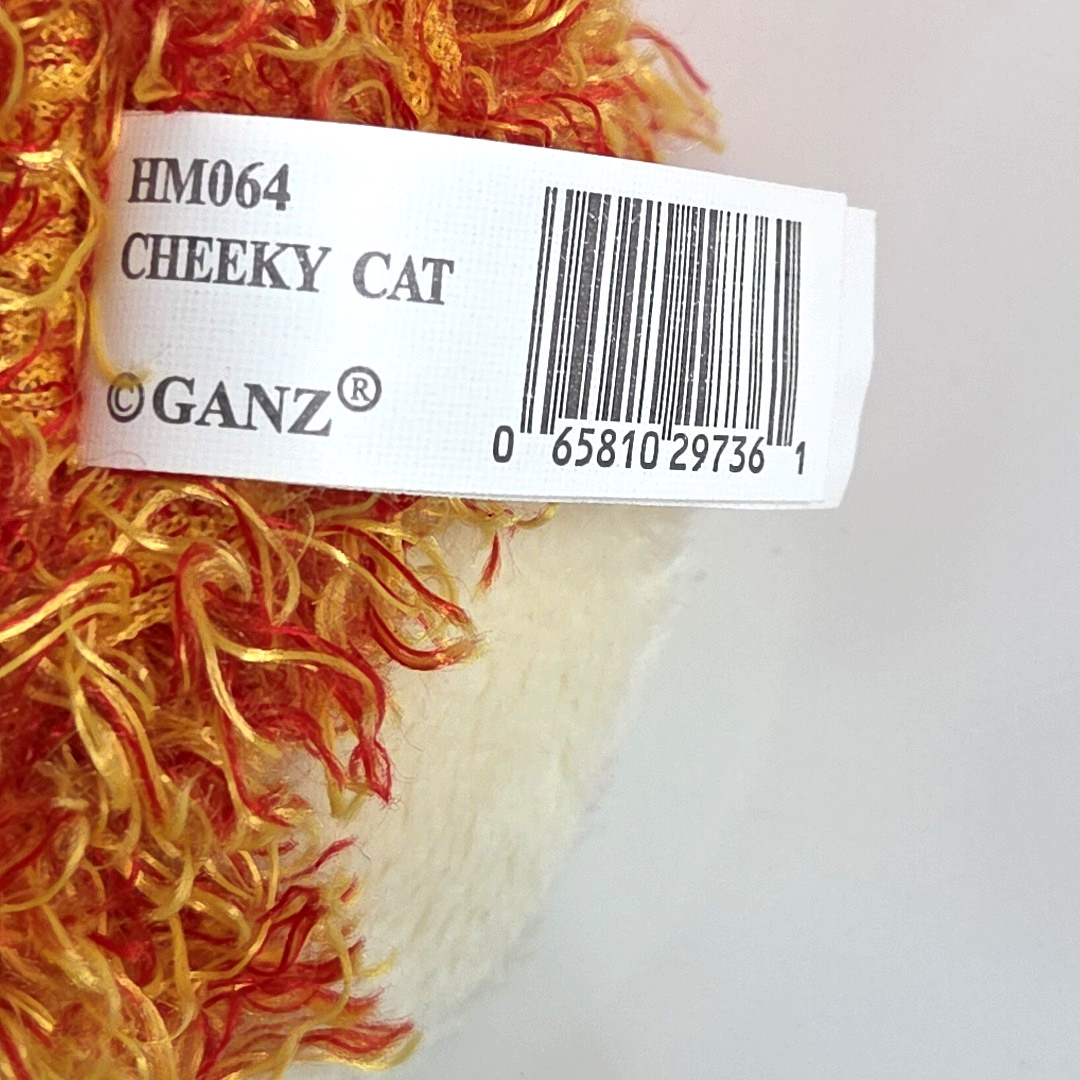 HM064
CHEEKY CAT
©GANZ®
0 65810 29736 1